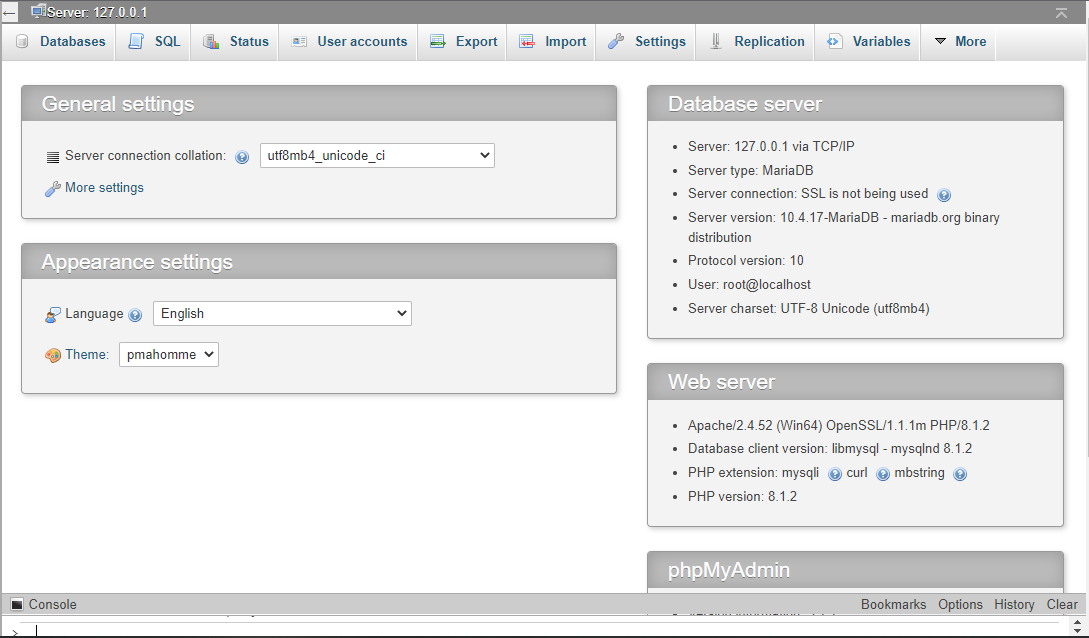 Server: 127.0.0.1
Databases SQL Status User accounts Export Import Settings Replication Variables More
General settings
Server connection collation: utf8mb4_unicode_ci
More settings
Appearance settings
Language English
Theme: pmahomme
Database server
Server: 127.0.0.1 via TCP/IP
Server type: MariaDB
Server connection: SSL is not being used
Server version: 10.4.17-MariaDB - mariadb.org binary
distribution
Protocol version: 10
User: root@localhost
Server charset: UTF-8 Unicode (utf8mb4)
Web server
Apache/2.4.52 (Win64) OpenSSL/1.1.1m PHP/8.1.2
Database client version: libmysql - mysqlnd 8.1.2
PHP extension: mysqli curl mbstring
PHP version: 8.1.2
phpMyAdmin
Console Bookmarks Options History Clear
>